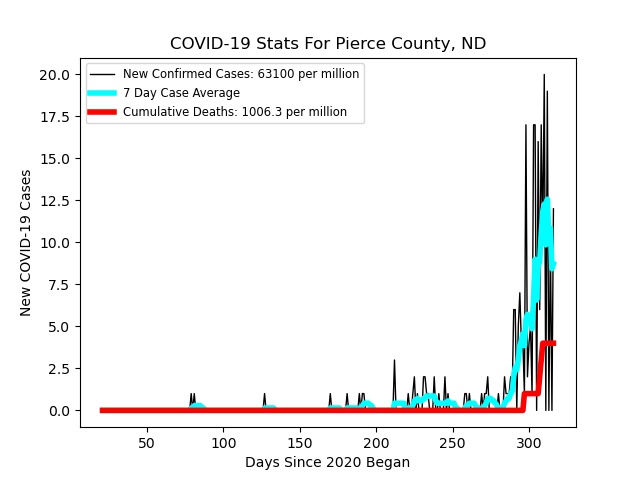 COVID-19 Stats For Pierce County, ND
New Confirmed Cases: 63100 per million
7 Day Case Average
Cumulative Deaths: 1006.3 per million
20.0
17.5
15.0
12.5
10.0
7.5
5.0
2.5
0.0
New COVID-19 Cases
50 100 150 200 250 300
Days Since 2020 Began